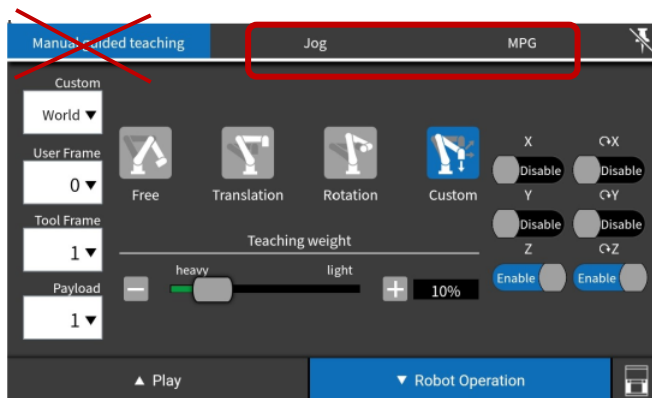 Manual guided teaching Jog MPG
Custom
World ▼
User Frame
0 ▼
Tool Frame
1 ▼
Payload
1 ▼
Free Translation Rotation Custom
Teaching weight
heavy light
− + 10%
X ↷X
Disable Disable
Y ↷Y
Disable Disable
Z ↷Z
Enable Enable
▲ Play ▼ Robot Operation